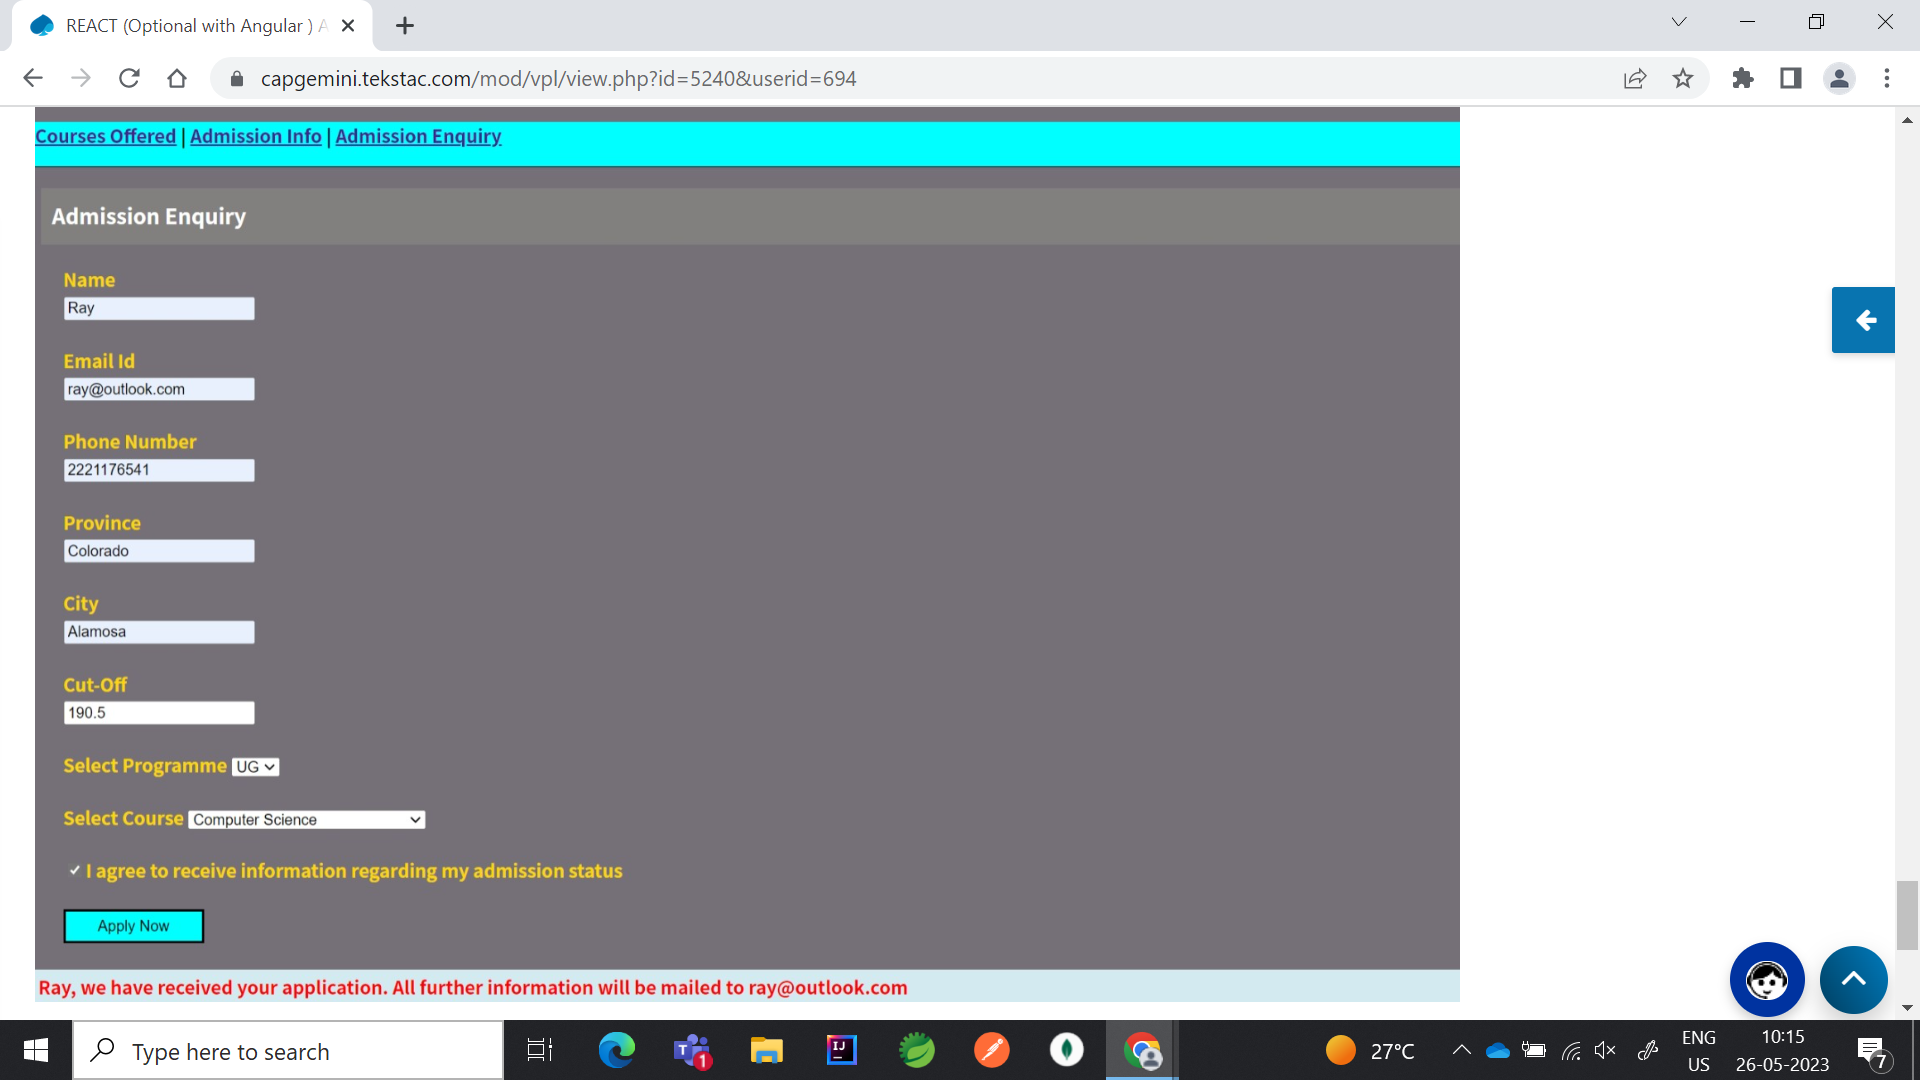 REACT (Optional with Angular ) A
capgemini.tekstac.com/mod/vpl/view.php?id=5240&userid=694
Courses Offered | Admission Info | Admission Enquiry
Admission Enquiry
Name
Ray
Email Id
ray@outlook.com
Phone Number
2221176541
Province
Colorado
City
Alamosa
Cut-Off
190.5
Select Programme UG
Select Course Computer Science
I agree to receive information regarding my admission status
Apply Now
Ray, we have received your application. All further information will be mailed to ray@outlook.com
Type here to search
T 1
IJ
27°C
ENG
US
10:15
26-05-2023
7